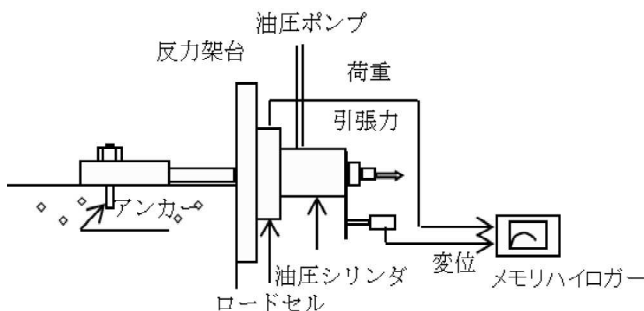 油圧ポンプ
反力架台
荷重
引張力
アンカー
油圧シリンダ
変位
メモリハイロガー
ロードセル